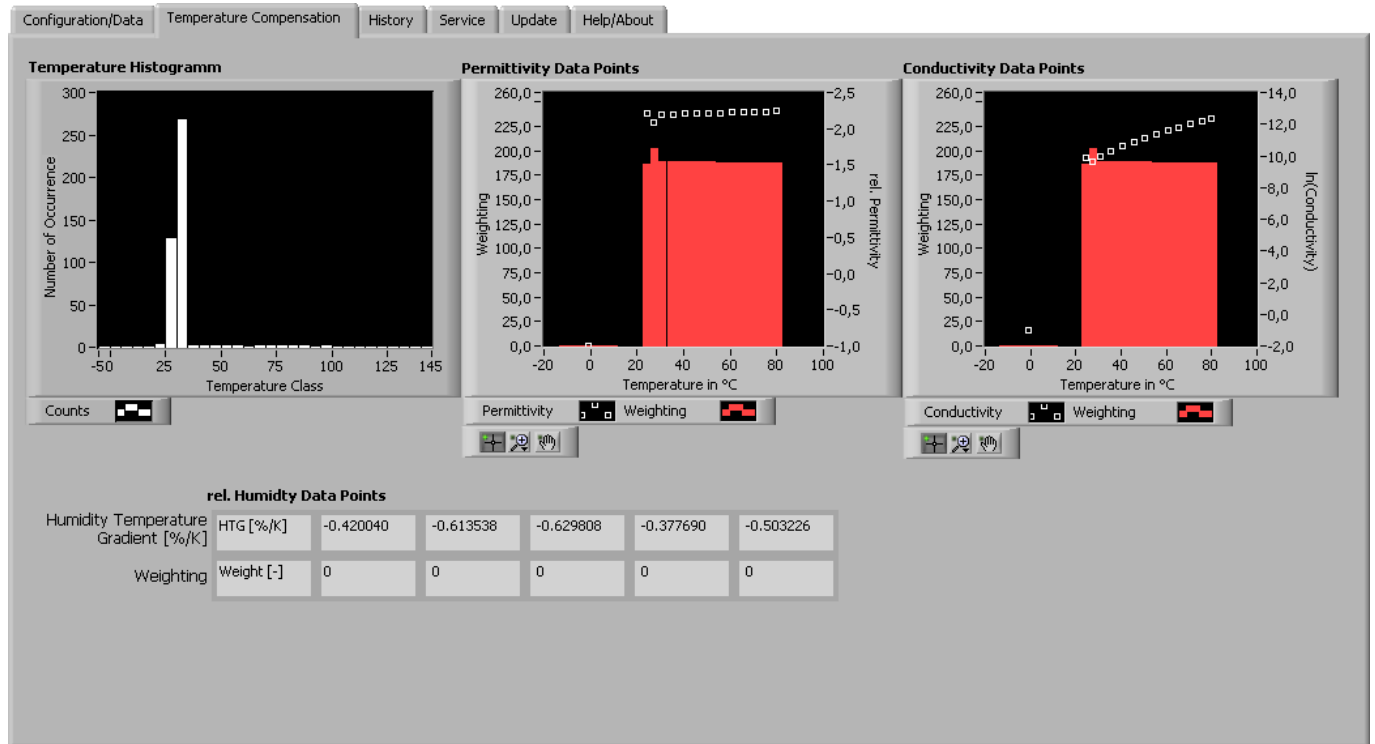 Configuration/Data Temperature Compensation History Service Update Help/About
Temperature Histogramm
300
250
200
150
100
50
0
Number of Occurrence
-50 25 50 75 100 125 145
Temperature Class
Counts
Permittivity Data Points
260,0
225,0
200,0
175,0
150,0
125,0
100,0
75,0
50,0
25,0
0,0
Weighting
-2,5
-2,0
-1,5
-1,0
-0,5
-0,0
-0,5
-1,0
rel. Permittivity
-20 0 20 40 60 80 100
Temperature in °C
Permittivity Weighting
Conductivity Data Points
260,0
225,0
200,0
175,0
150,0
125,0
100,0
75,0
50,0
25,0
0,0
Weighting
-14,0
-12,0
-10,0
-8,0
-6,0
-4,0
-2,0
-0,0
-2,0
ln(Conductivity)
-20 0 20 40 60 80 100
Temperature in °C
Conductivity Weighting
rel. Humidty Data Points
Humidity Temperature
Gradient [%/K]
HTG [%/K] -0.420040 -0.613538 -0.629808 -0.377690 -0.503226
Weighting Weight [-] 0 0 0 0 0